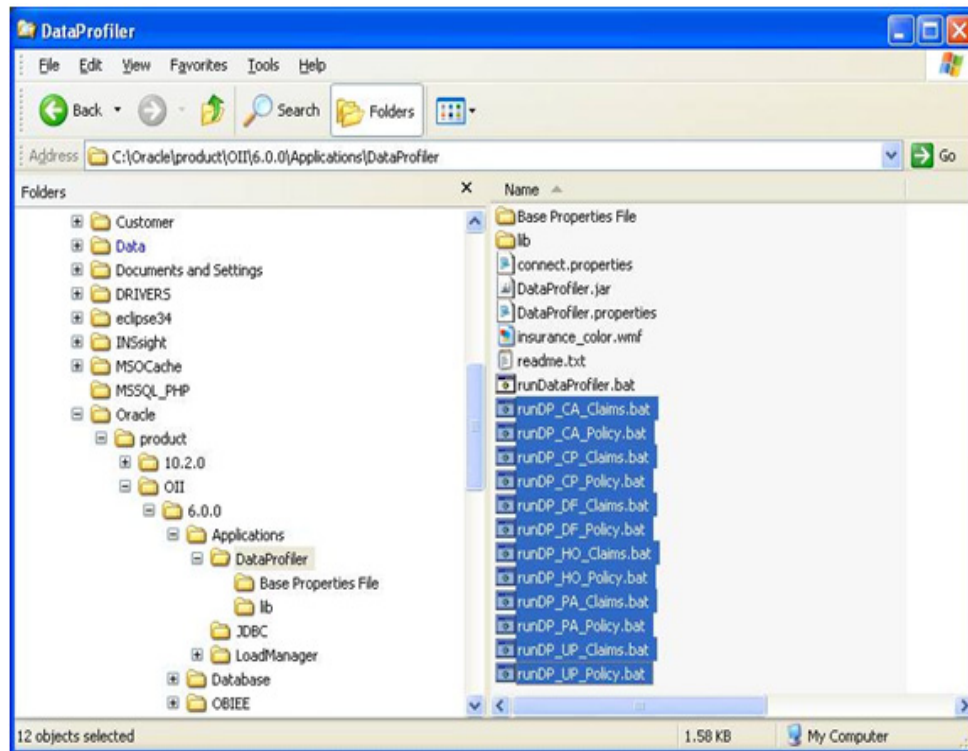 DataProfiler
File Edit View Favorites Tools Help
Back Search Folders
Address C:\Oracle\product\OII\6.0.0\Applications\DataProfiler Go
Folders
Customer
Data
Documents and Settings
DRIVERS
eclipse34
INSsight
MSOCache
MSSQL_PHP
Oracle
product
10.2.0
OII
6.0.0
Applications
DataProfiler
Base Properties File
lib
JDBC
LoadManager
Database
OBIEE
Name
Base Properties File
lib
connect.properties
DataProfiler.jar
DataProfiler.properties
insurance_color.wmf
readme.txt
runDataProfiler.bat
runDP_CA_Claims.bat
runDP_CA_Policy.bat
runDP_CP_Claims.bat
runDP_CP_Policy.bat
runDP_DF_Claims.bat
runDP_DF_Policy.bat
runDP_HO_Claims.bat
runDP_HO_Policy.bat
runDP_PA_Claims.bat
runDP_PA_Policy.bat
runDP_UP_Claims.bat
runDP_UP_Policy.bat
12 objects selected 1.58 KB My Computer